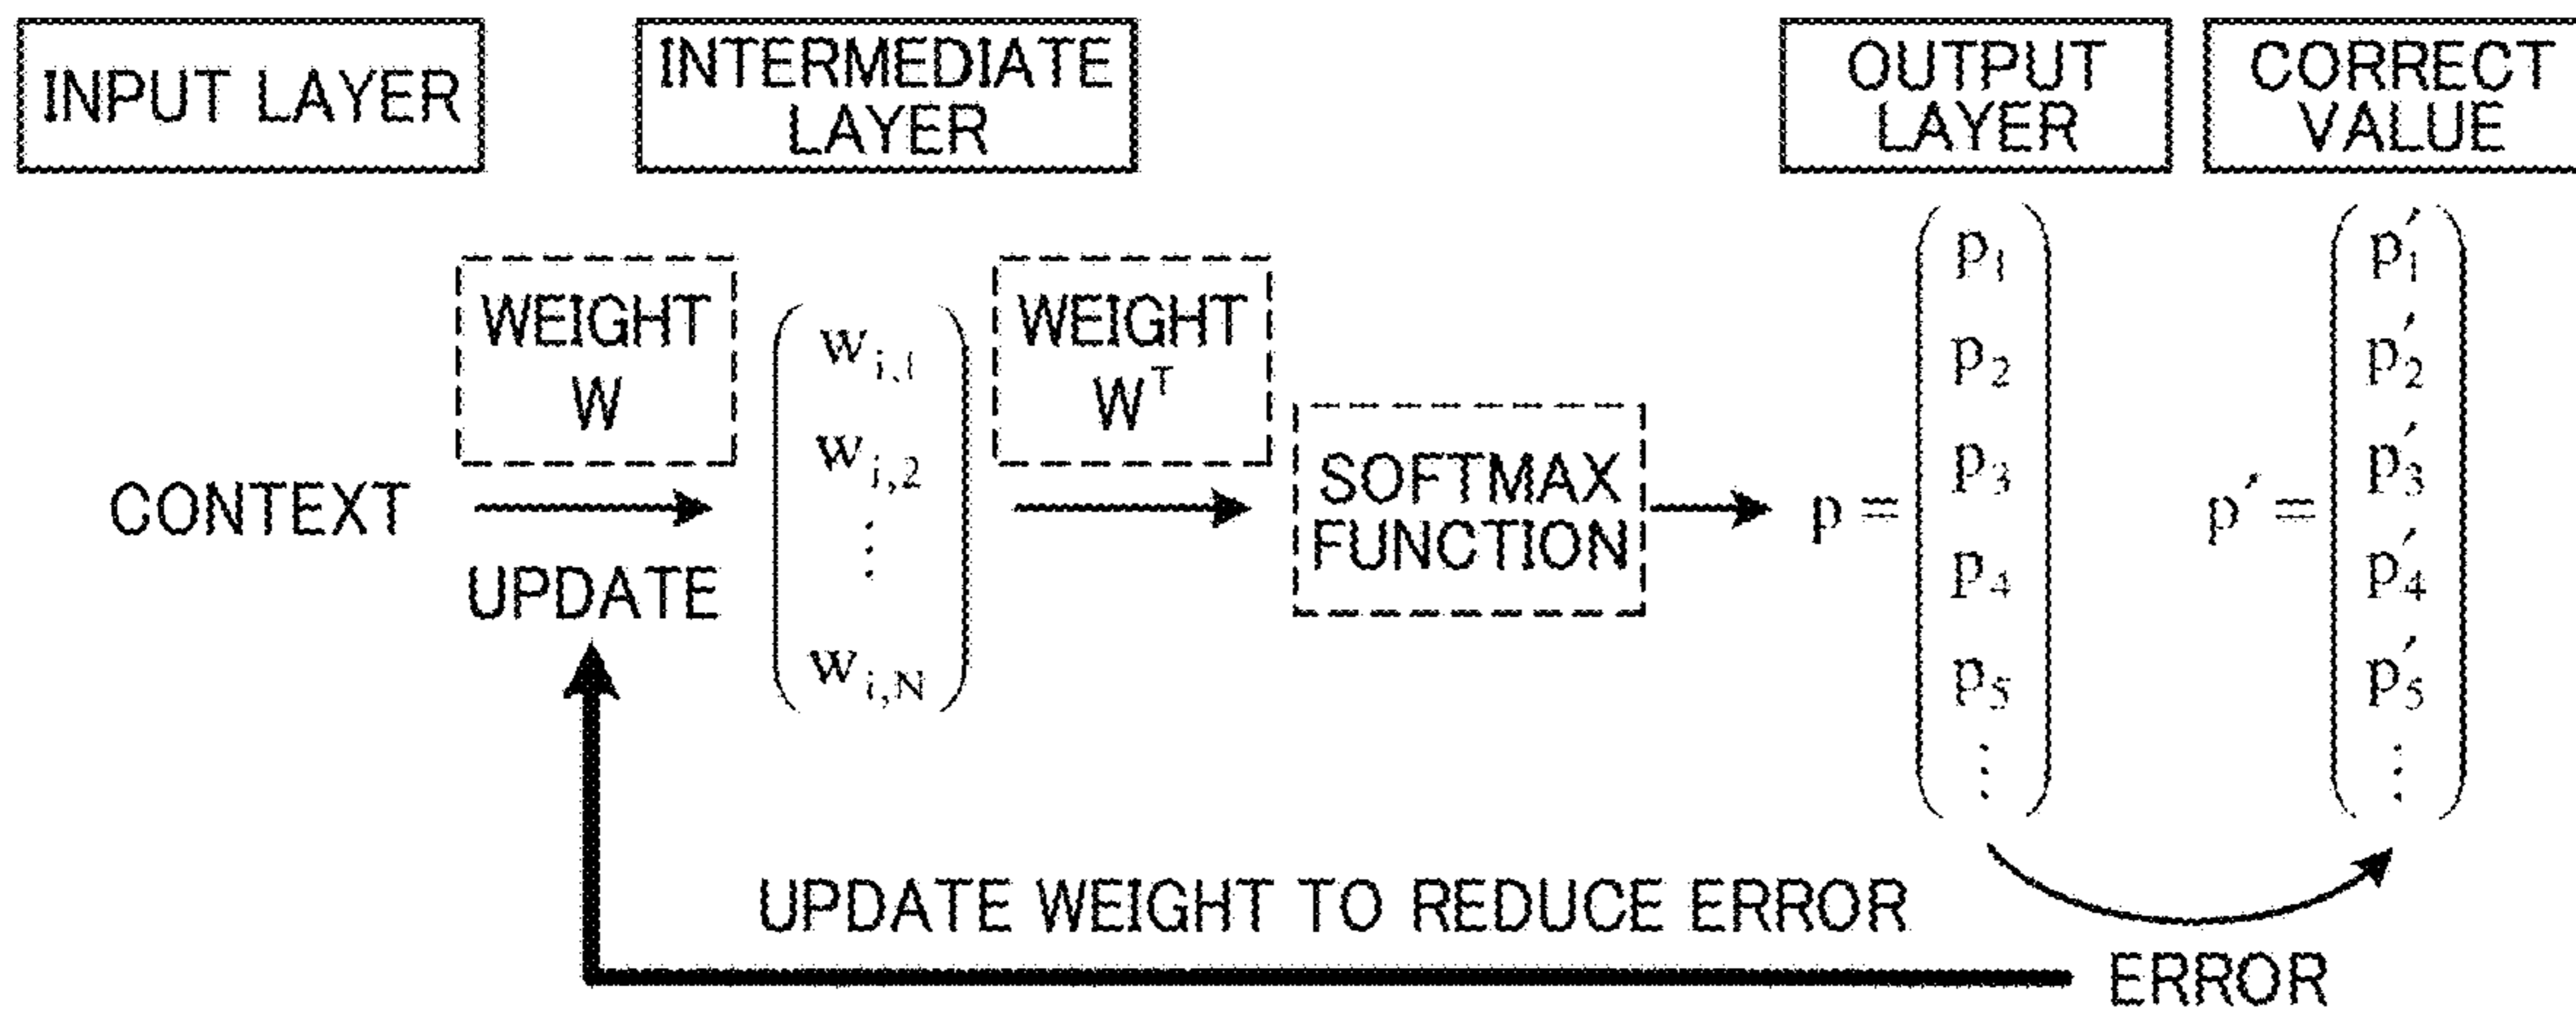 INPUT LAYER
INTERMEDIATE
LAYER
OUTPUT
LAYER
CORRECT
VALUE
CONTEXT
WEIGHT
W
UPDATE
w_{i,1}
w_{i,2}
⋮
w_{i,N}
WEIGHT
W^T
SOFTMAX
FUNCTION
p =
p_1
p_2
p_3
p_4
p_5
⋮
p′ =
p′_1
p′_2
p′_3
p′_4
p′_5
⋮
UPDATE WEIGHT TO REDUCE ERROR
ERROR